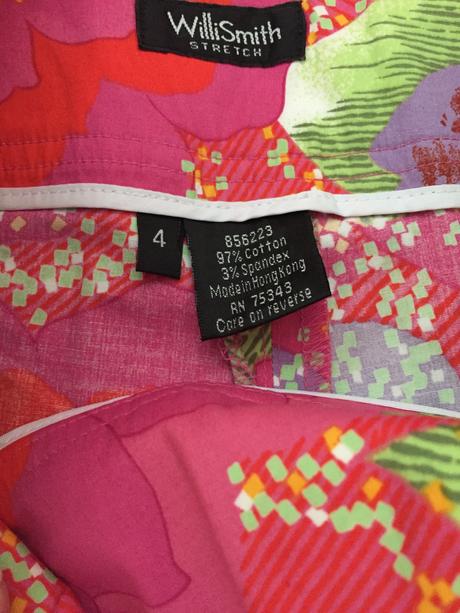 WilliSmith
STRETCH
4
856223
97% Cotton
3% Spandex
Made in Hong Kong
RN 75343
Care on reverse